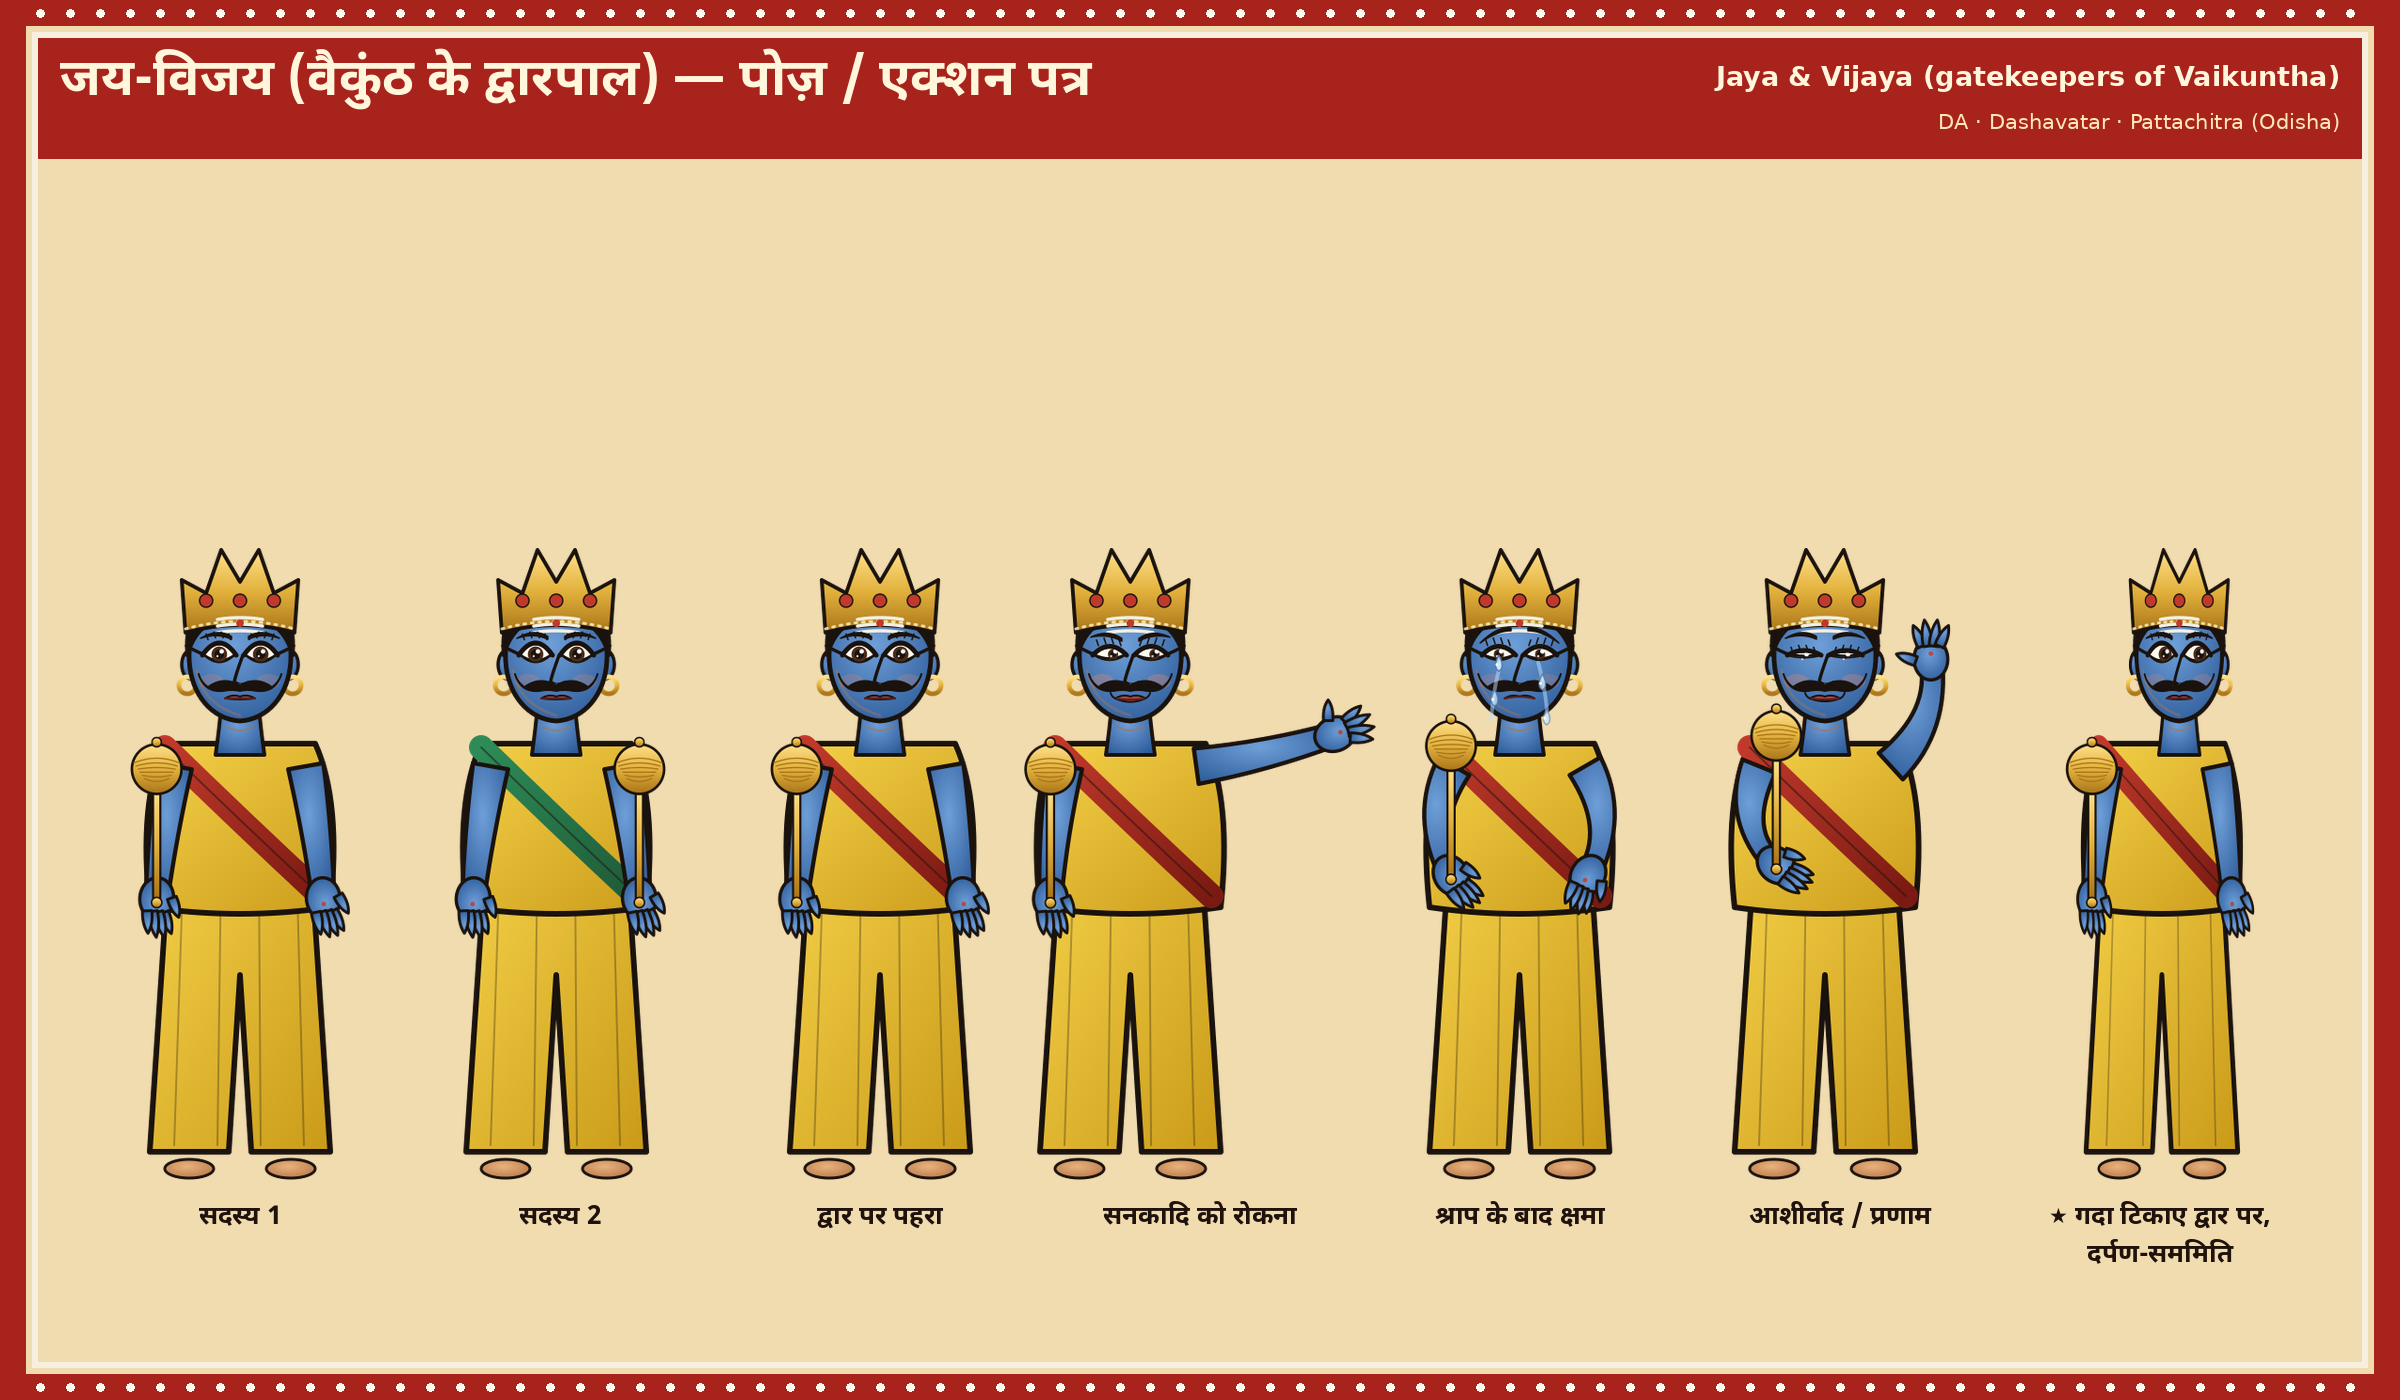 जय-विजय (वैकुंठ के द्वारपाल) — पोज़ / एक्शन पत्र
Jaya & Vijaya (gatekeepers of Vaikuntha)
DA · Dashavatar · Pattachitra (Odisha)
सदस्य 1
सदस्य 2
द्वार पर पहरा
सनकादि को रोकना
श्राप के बाद क्षमा
आशीर्वाद / प्रणाम
★ गदा टिकाए द्वार पर,
दर्पण-सममिति